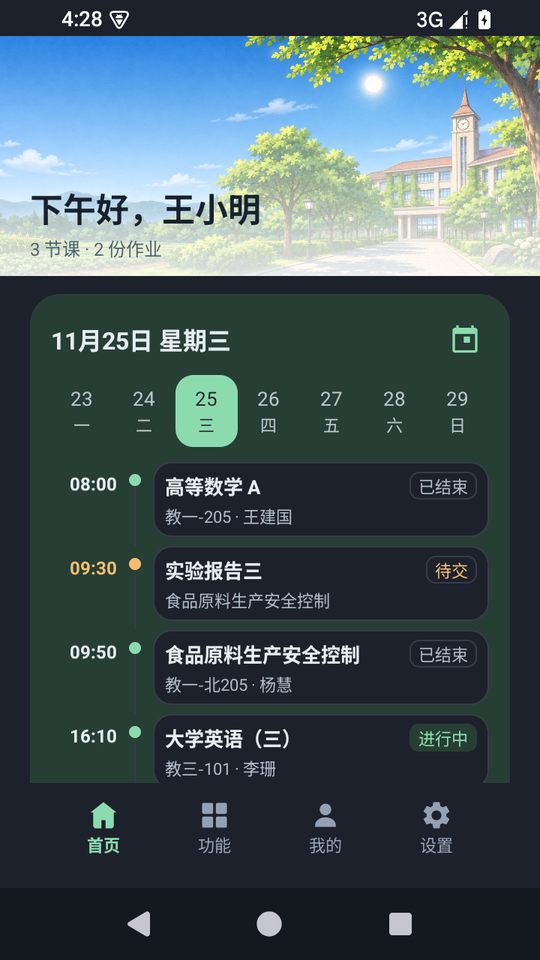 4:28
3G
下午好，王小明
3 节课 · 2 份作业
11月25日 星期三
23 24 25 26 27 28 29
一 二 三 四 五 六 日
08:00 高等数学 A 已结束
教一-205 · 王建国
09:30 实验报告三 待交
食品原料生产安全控制
09:50 食品原料生产安全控制 已结束
教一-北205 · 杨慧
16:10 大学英语（三） 进行中
教三-101 · 李珊
首页 功能 我的 设置